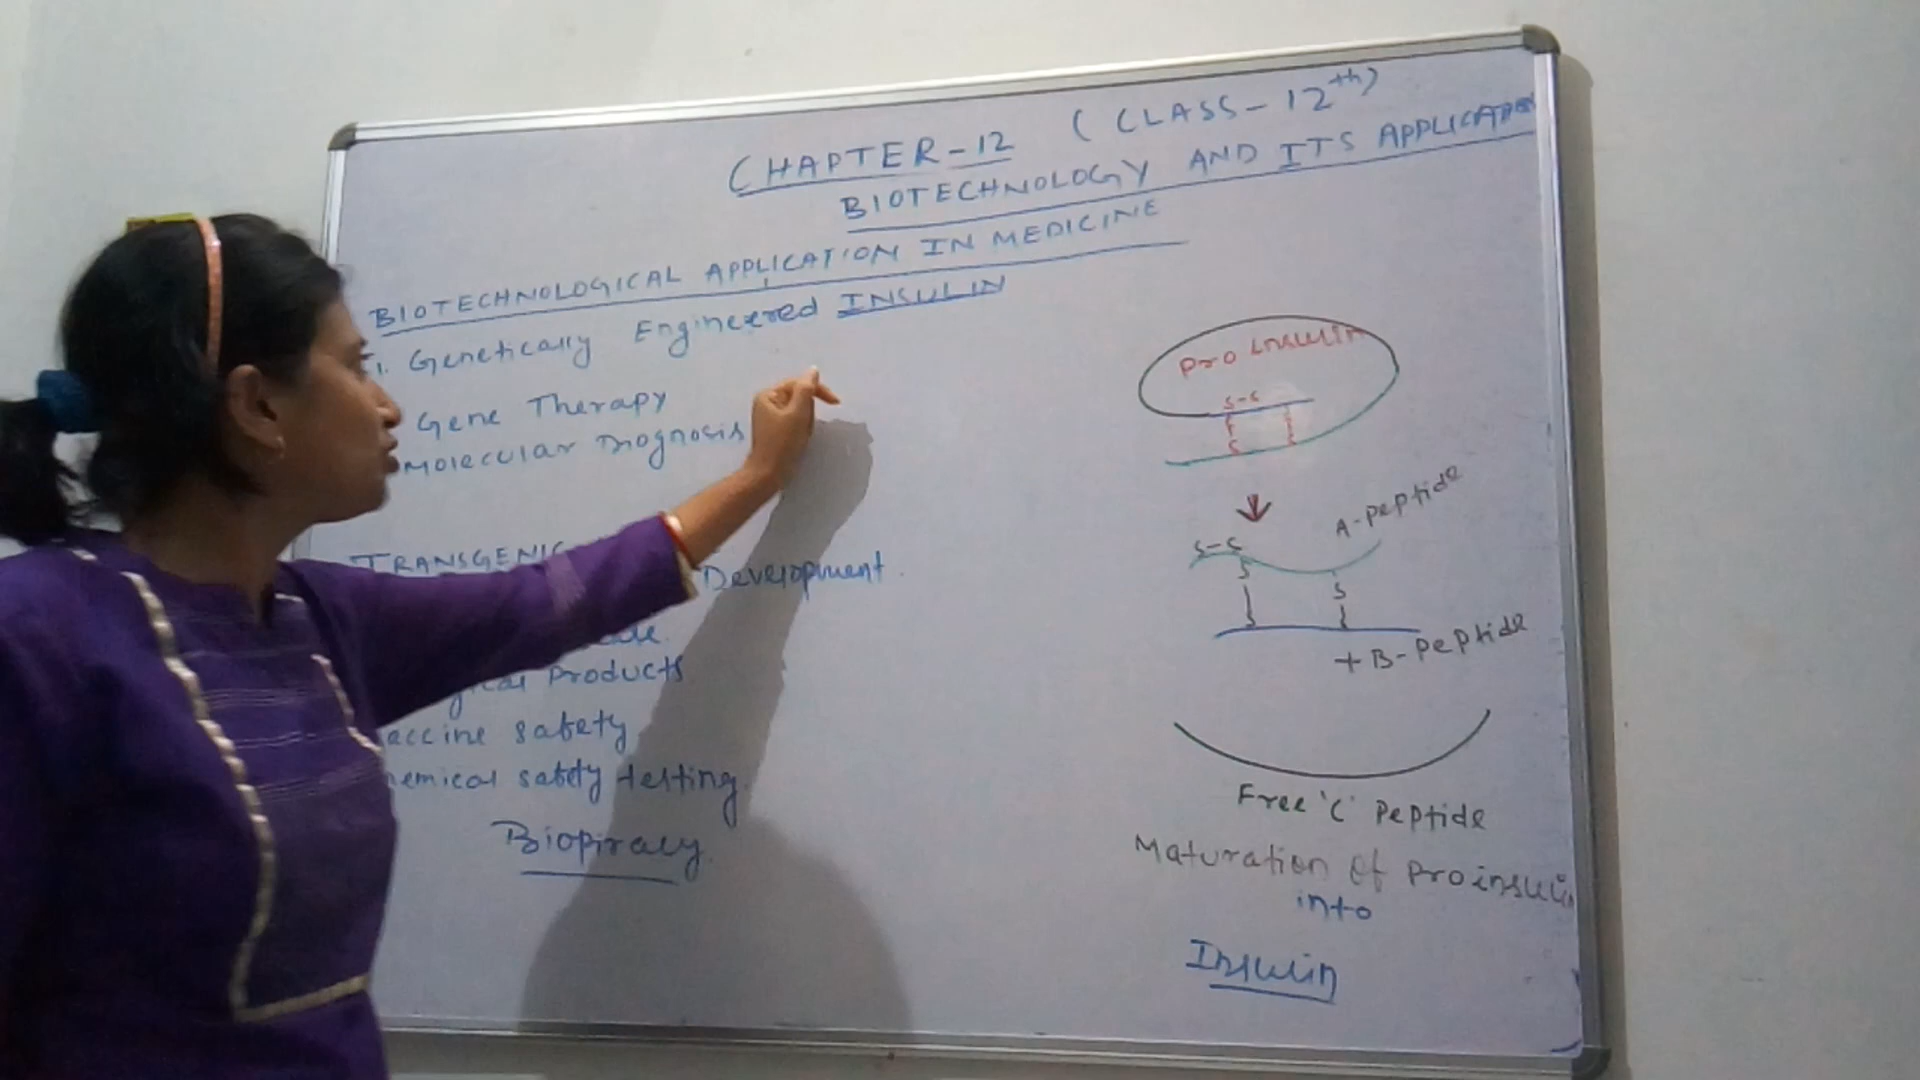 CHAPTER-12 (CLASS-12th)
BIOTECHNOLOGY AND ITS APPLICATION
BIOTECHNOLOGICAL APPLICATION IN MEDICINE
1. Genetically Engineered INSULIN
Gene Therapy
Molecular Diognosis
TRANSGENIC
Development.
Products
accine safety
hemical safety testing.
Biopiracy.
Pro insulin
S-S
S
S
S-S
A-Peptide
S
S
+ B-Peptide
Free 'C' Peptide
Maturation of Proinsulin
into
Insulin